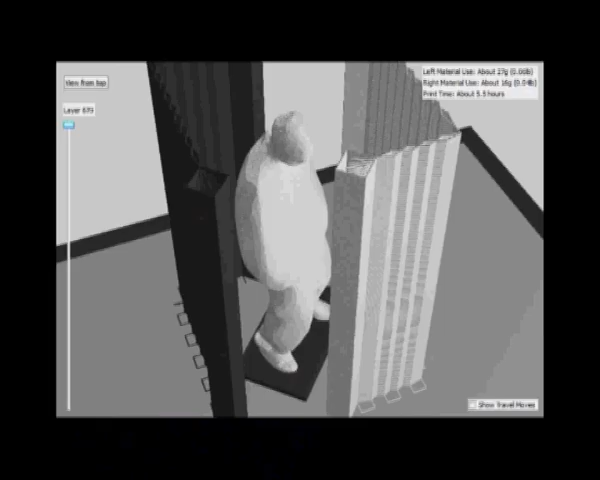 View from top
Layer 679
Left Material Use: About 27g (0.06lb)
Right Material Use: About 16g (0.04lb)
Print Time: About 5.5 hours
Show Travel Moves